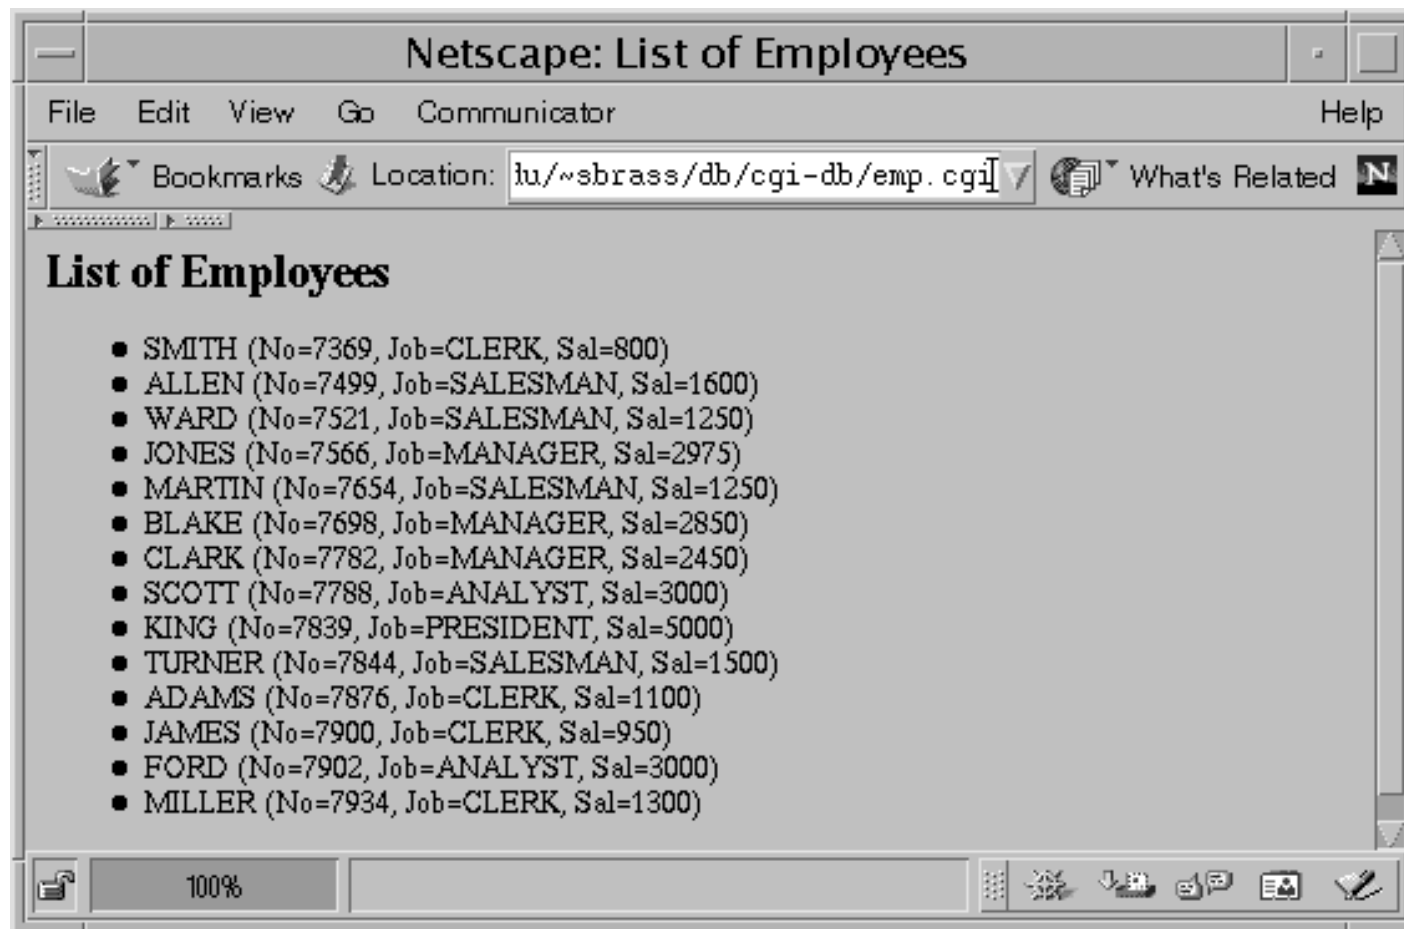 Netscape: List of Employees
File Edit View Go Communicator Help
Bookmarks Location: du/~sbrass/db/cgi-db/emp.cgi What's Related N
List of Employees
● SMITH (No=7369, Job=CLERK, Sal=800)
● ALLEN (No=7499, Job=SALESMAN, Sal=1600)
● WARD (No=7521, Job=SALESMAN, Sal=1250)
● JONES (No=7566, Job=MANAGER, Sal=2975)
● MARTIN (No=7654, Job=SALESMAN, Sal=1250)
● BLAKE (No=7698, Job=MANAGER, Sal=2850)
● CLARK (No=7782, Job=MANAGER, Sal=2450)
● SCOTT (No=7788, Job=ANALYST, Sal=3000)
● KING (No=7839, Job=PRESIDENT, Sal=5000)
● TURNER (No=7844, Job=SALESMAN, Sal=1500)
● ADAMS (No=7876, Job=CLERK, Sal=1100)
● JAMES (No=7900, Job=CLERK, Sal=950)
● FORD (No=7902, Job=ANALYST, Sal=3000)
● MILLER (No=7934, Job=CLERK, Sal=1300)
100%